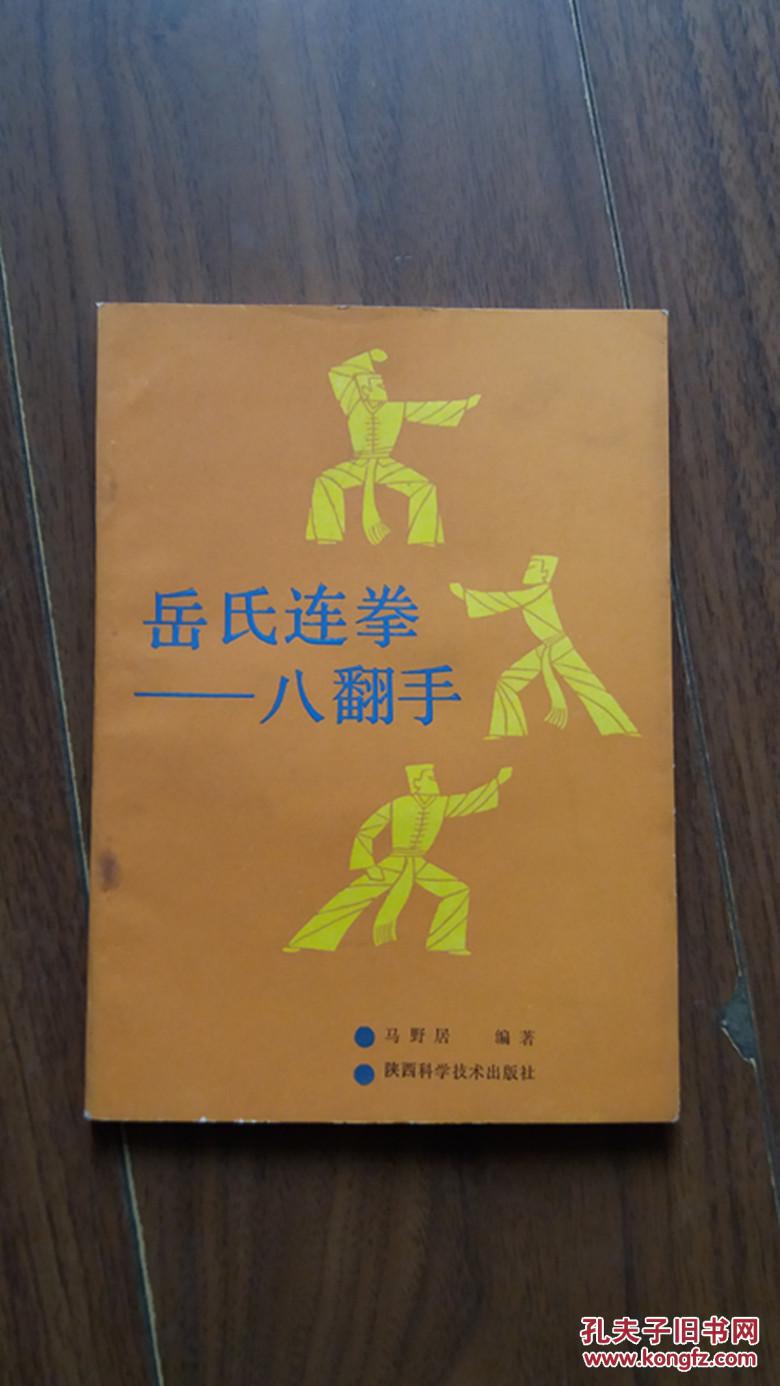 岳氏连拳
——八翻手
马野居 编著
陕西科学技术出版社
孔夫子旧书网
www.kongfz.com